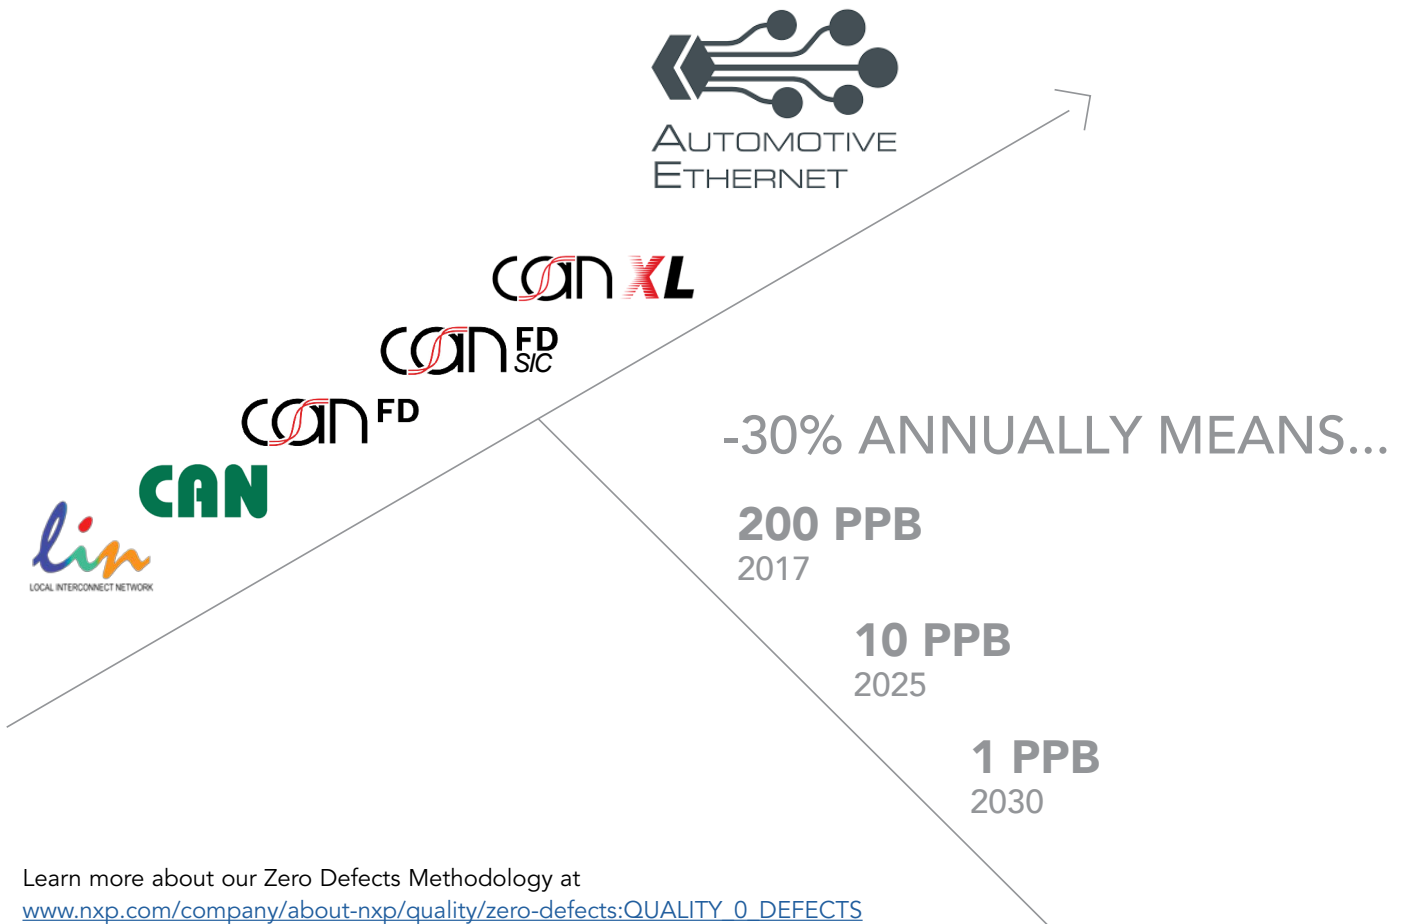 AUTOMOTIVE
ETHERNET
CAN XL
CAN FD
SIC
CAN FD
CAN
lin
LOCAL INTERCONNECT NETWORK
-30% ANNUALLY MEANS...
200 PPB
2017
10 PPB
2025
1 PPB
2030
Learn more about our Zero Defects Methodology at
www.nxp.com/company/about-nxp/quality/zero-defects:QUALITY_0_DEFECTS